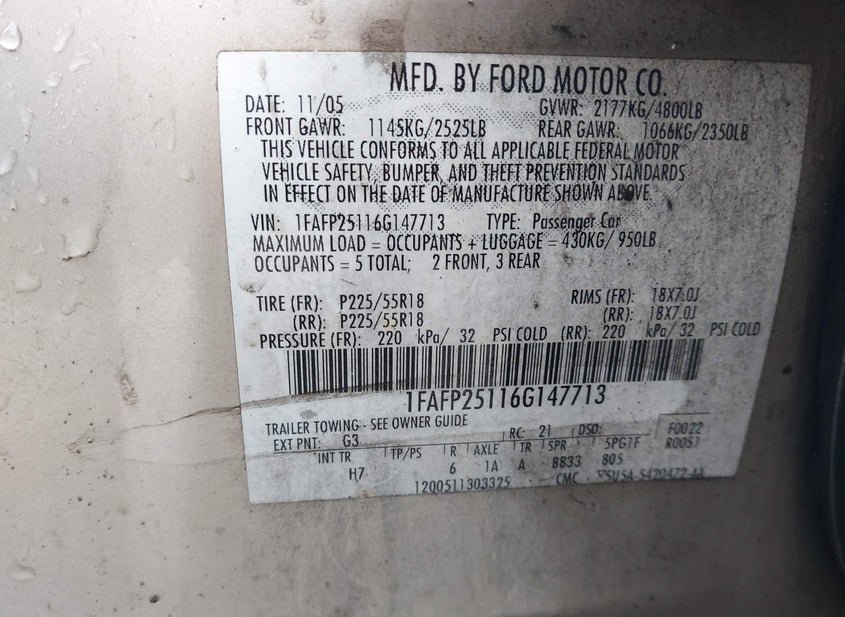 MFD. BY FORD MOTOR CO.
DATE: 11/05 GVWR: 2177KG/4800LB
FRONT GAWR: 1145KG/2525LB REAR GAWR: 1066KG/2350LB
THIS VEHICLE CONFORMS TO ALL APPLICABLE FEDERAL MOTOR
VEHICLE SAFETY, BUMPER, AND THEFT PREVENTION STANDARDS
IN EFFECT ON THE DATE OF MANUFACTURE SHOWN ABOVE.
VIN: 1FAFP25116G147713 TYPE: Passenger Car
MAXIMUM LOAD = OCCUPANTS + LUGGAGE = 430KG/ 950LB
OCCUPANTS = 5 TOTAL; 2 FRONT, 3 REAR
TIRE (FR): P225/55R18 RIMS (FR): 18X7.0J
(RR): P225/55R18 (RR): 18X7.0J
PRESSURE (FR): 220 kPa/ 32 PSI COLD (RR): 220 kPa/ 32 PSI COLD
1FAFP25116G147713
TRAILER TOWING - SEE OWNER GUIDE
EXT PNT: G3 RC: 21 DSO: F0022
INT TR TP/PS R AXLE TR SPR 5PG1F R0051
H7 6 1A A BB33 805
1200511303325 CMC 5U5A-5420472-AA